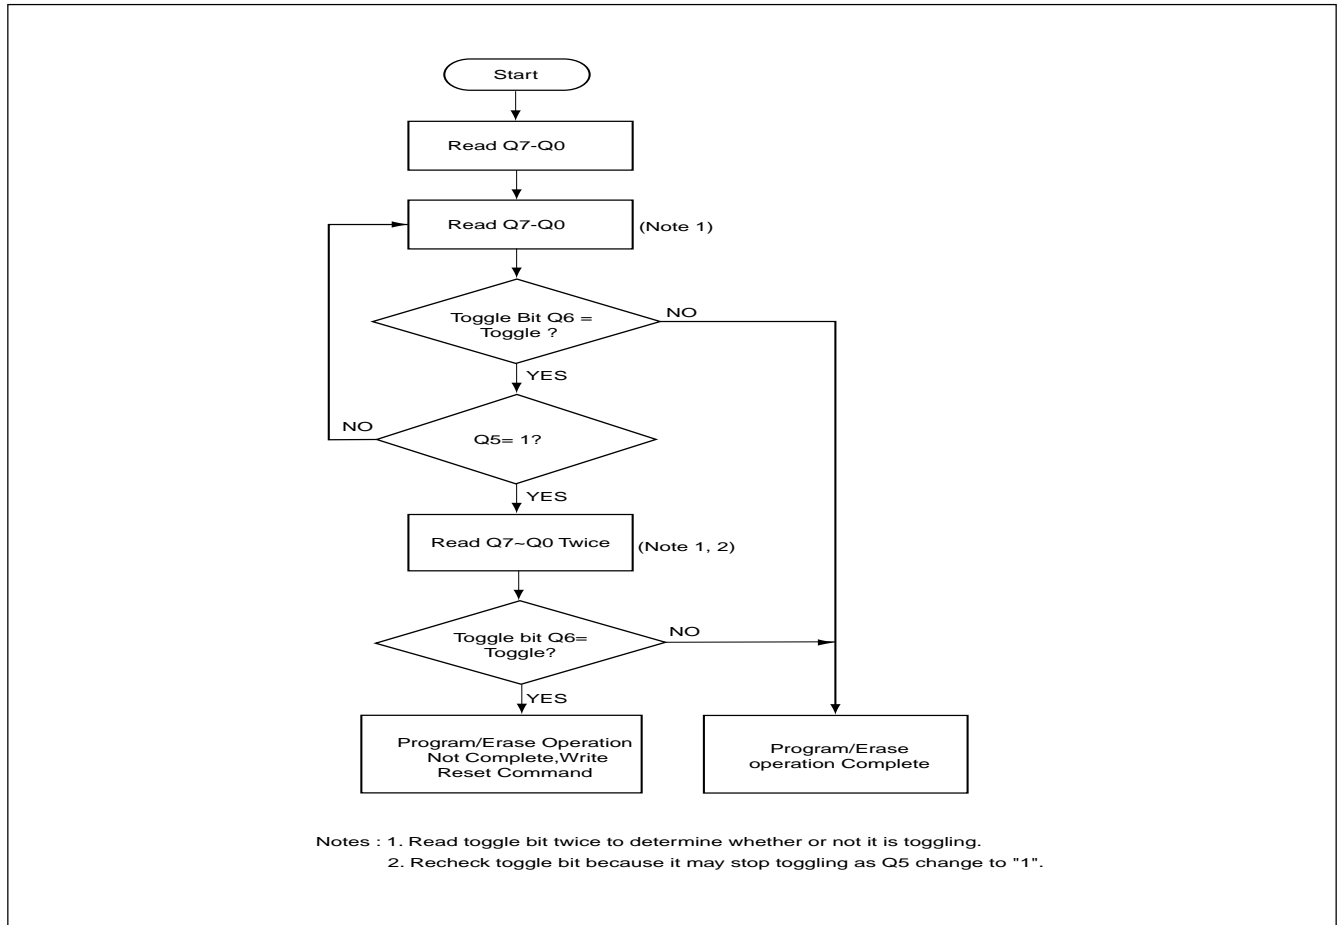 Start
Read Q7-Q0
Read Q7-Q0
(Note 1)
Toggle Bit Q6 =
Toggle ?
NO
YES
NO
Q5= 1?
YES
Read Q7~Q0 Twice
(Note 1, 2)
Toggle bit Q6=
Toggle?
NO
YES
Program/Erase Operation
Not Complete,Write
Reset Command
Program/Erase
operation Complete
Notes : 1. Read toggle bit twice to determine whether or not it is toggling.
2. Recheck toggle bit because it may stop toggling as Q5 change to "1".